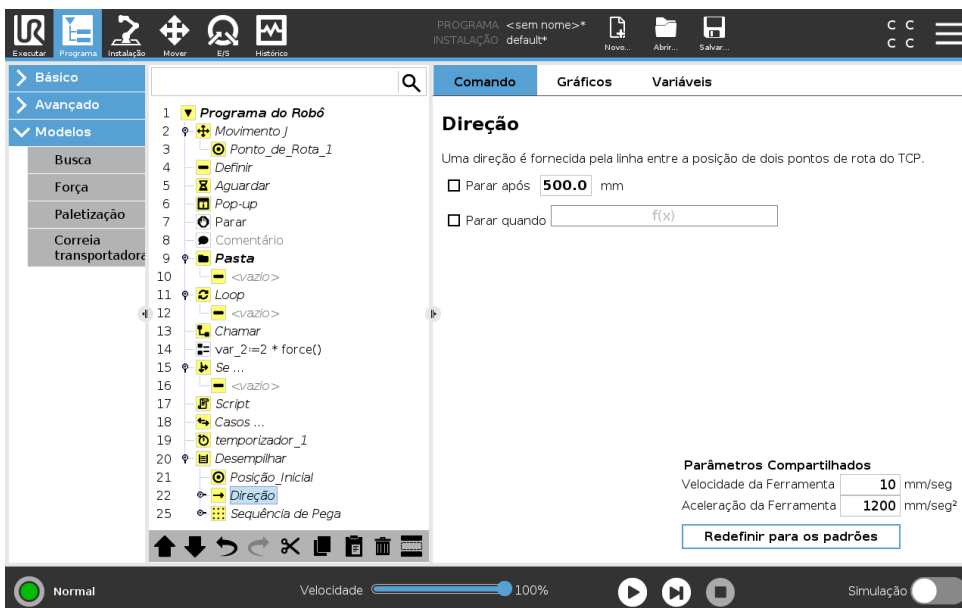 Executar
Programa
Instalação
Mover
E/S
Histórico
PROGRAMA <sem nome>*
INSTALAÇÃO default*
Novo...
Abrir...
Salvar...
C C
C C
Básico
Avançado
Modelos
Busca
Força
Paletização
Correia
transportadora
1 Programa do Robô
2 Movimento J
3 Ponto_de_Rota_1
4 Definir
5 Aguardar
6 Pop-up
7 Parar
8 Comentário
9 Pasta
10 <vazio>
11 Loop
12 <vazio>
13 Chamar
14 var_2:=2 * force()
15 Se ...
16 <vazio>
17 Script
18 Casos ...
19 temporizador_1
20 Desempilhar
21 Posição_Inicial
22 Direção
25 Sequência de Pega
Comando Gráficos Variáveis
Direção
Uma direção é fornecida pela linha entre a posição de dois pontos de rota do TCP.
Parar após 500.0 mm
Parar quando f(x)
Parâmetros Compartilhados
Velocidade da Ferramenta 10 mm/seg
Aceleração da Ferramenta 1200 mm/seg²
Redefinir para os padrões
Normal
Velocidade 100%
Simulação